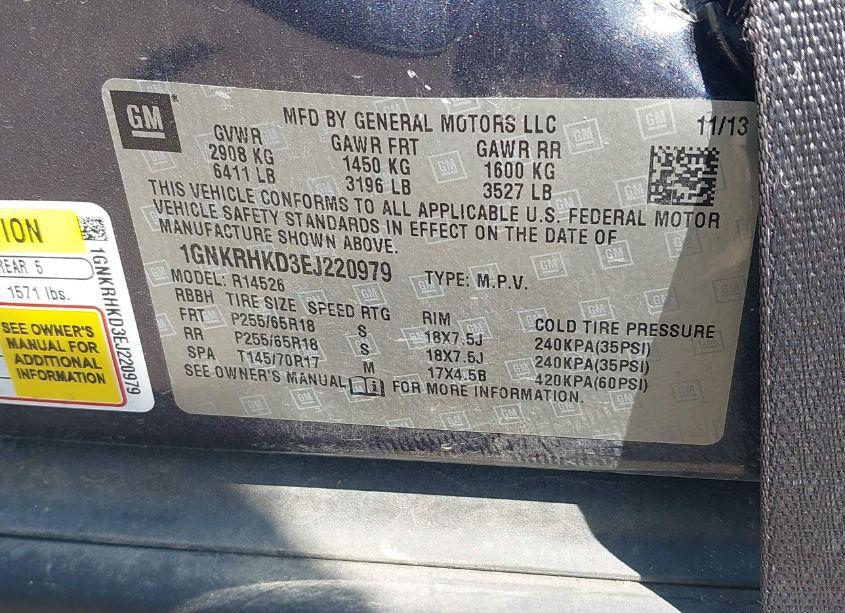 GM
MFD BY GENERAL MOTORS LLC 11/13
GVWR GAWR FRT GAWR RR
2908 KG 1450 KG 1600 KG
6411 LB 3196 LB 3527 LB
THIS VEHICLE CONFORMS TO ALL APPLICABLE U.S. FEDERAL MOTOR
VEHICLE SAFETY STANDARDS IN EFFECT ON THE DATE OF
MANUFACTURE SHOWN ABOVE.
1GNKRHKD3EJ220979 TYPE: M.P.V.
MODEL: R14526
RBBH TIRE SIZE SPEED RTG RIM COLD TIRE PRESSURE
FRT P255/65R18 S 18X7.5J 240KPA(35PSI)
RR P255/65R18 S 18X7.5J 240KPA(35PSI)
SPA T145/70R17 M 17X4.5B 420KPA(60PSI)
SEE OWNER'S MANUAL FOR MORE INFORMATION.
REAR 5
1571 lbs.
SEE OWNER'S
MANUAL FOR
ADDITIONAL
INFORMATION
1GNKRHKD3EJ220979